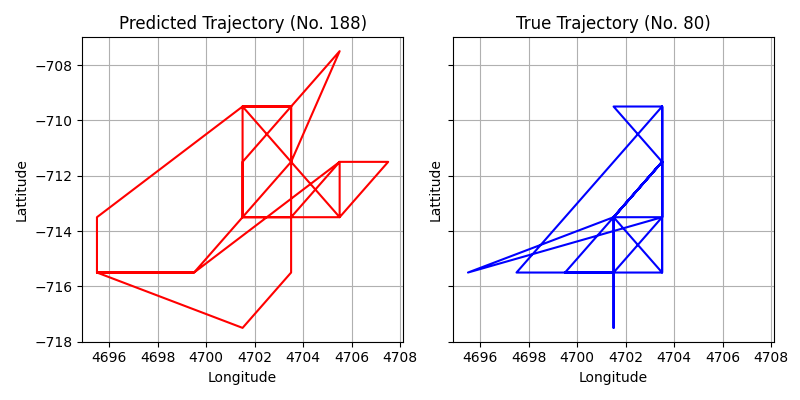 Predicted Trajectory (No. 188)
True Trajectory (No. 80)
−708
−710
−712
−714
−716
−718
Lattitude
Lattitude
4696 4698 4700 4702 4704 4706 4708
4696 4698 4700 4702 4704 4706 4708
Longitude
Longitude